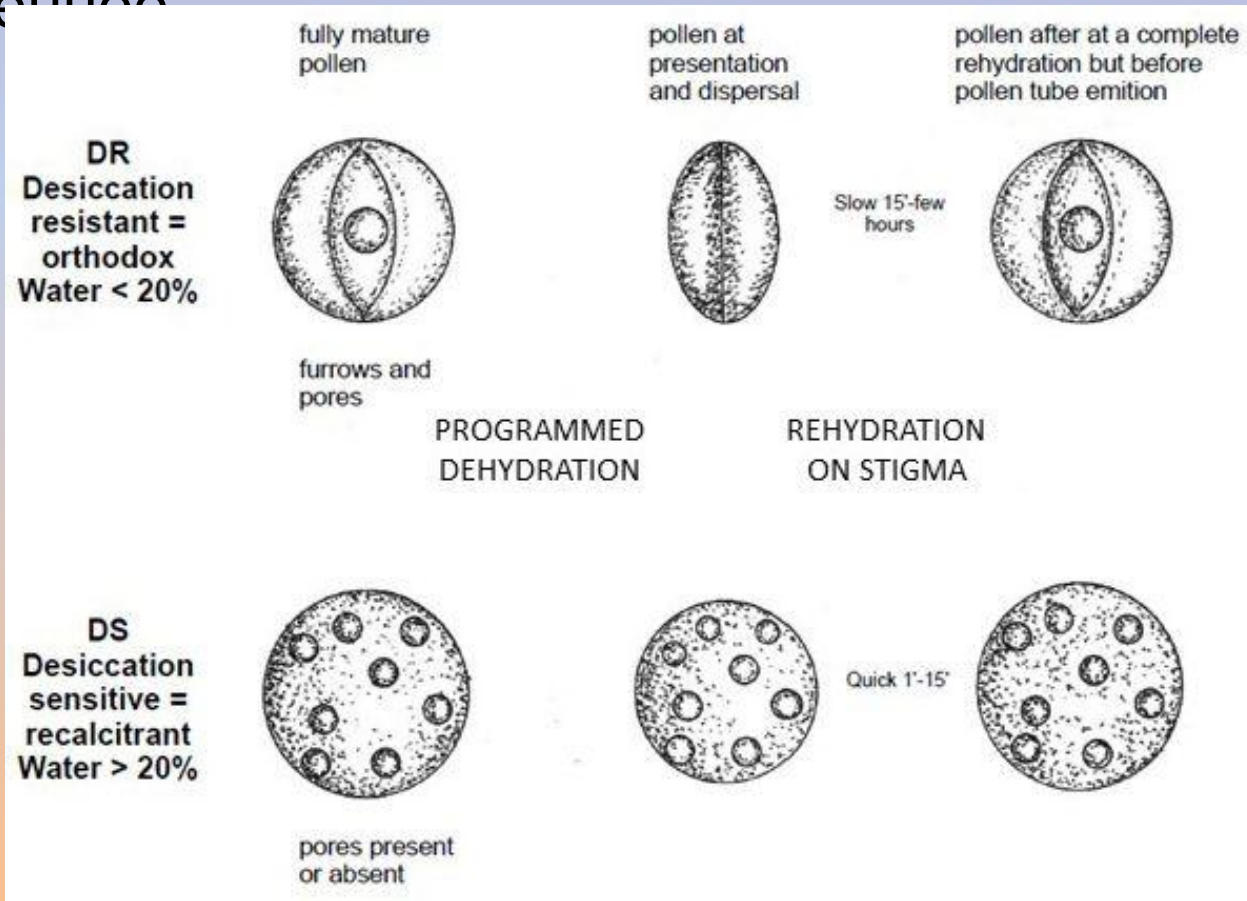 fully mature
pollen
pollen at
presentation
and dispersal
pollen after at a complete
rehydration but before
pollen tube emition
DR
Desiccation
resistant =
orthodox
Water < 20%
Slow 15'-few
hours
furrows and
pores
PROGRAMMED
DEHYDRATION
REHYDRATION
ON STIGMA
DS
Desiccation
sensitive =
recalcitrant
Water > 20%
Quick 1'-15'
pores present
or absent